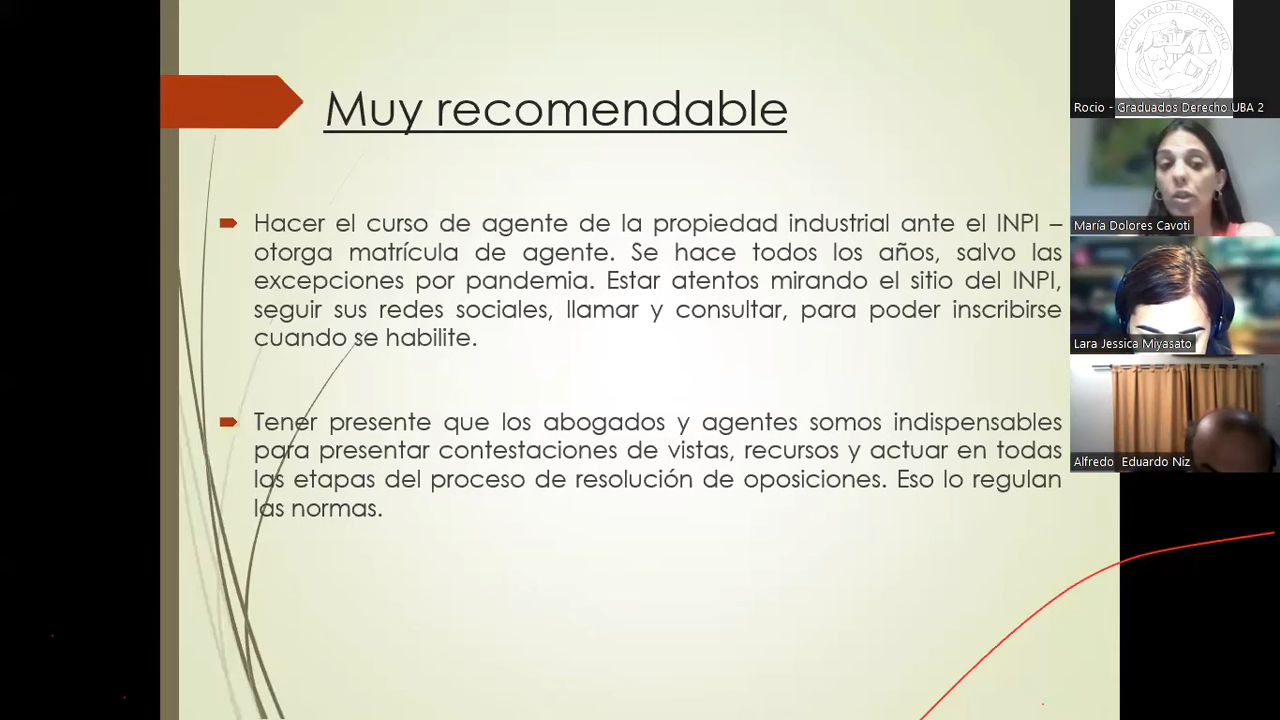 Muy recomendable
Hacer el curso de agente de la propiedad industrial ante el INPI –
otorga matrícula de agente. Se hace todos los años, salvo las
excepciones por pandemia. Estar atentos mirando el sitio del INPI,
seguir sus redes sociales, llamar y consultar, para poder inscribirse
cuando se habilite.
Tener presente que los abogados y agentes somos indispensables
para presentar contestaciones de vistas, recursos y actuar en todas
las etapas del proceso de resolución de oposiciones. Eso lo regulan
las normas.
FACULTAD DE DERECHO
Rocio - Graduados Derecho UBA 2
María Dolores Cavoti
Lara Jessica Miyasato
Alfredo Eduardo Niz